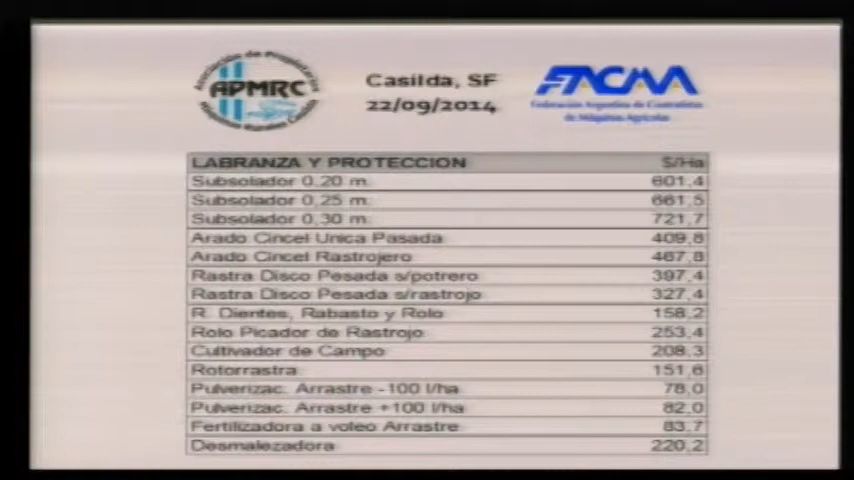 Asociación de Propietarios
APMRC
Casilda, SF
22/09/2014
FACMA
Federación Argentina de Contratistas
de Máquinas Agrícolas
LABRANZA Y PROTECCION $/Ha
Subsolador 0,20 m. 601,4
Subsolador 0,25 m. 661,5
Subsolador 0,30 m. 721,7
Arado Cincel Unica Pasada 409,8
Arado Cincel Rastrojero 467,8
Rastra Disco Pesada s/potrero 397,4
Rastra Disco Pesada s/rastrojo 327,4
R. Dientes, Rabasto y Rolo 158,2
Rolo Picador de Rastrojo 253,4
Cultivador de Campo 208,3
Rotorrastra 151,6
Pulverizac. Arrastre -100 l/ha 78,0
Pulverizac. Arrastre +100 l/ha 82,0
Fertilizadora a voleo Arrastre 83,7
Desmalezadora 220,2